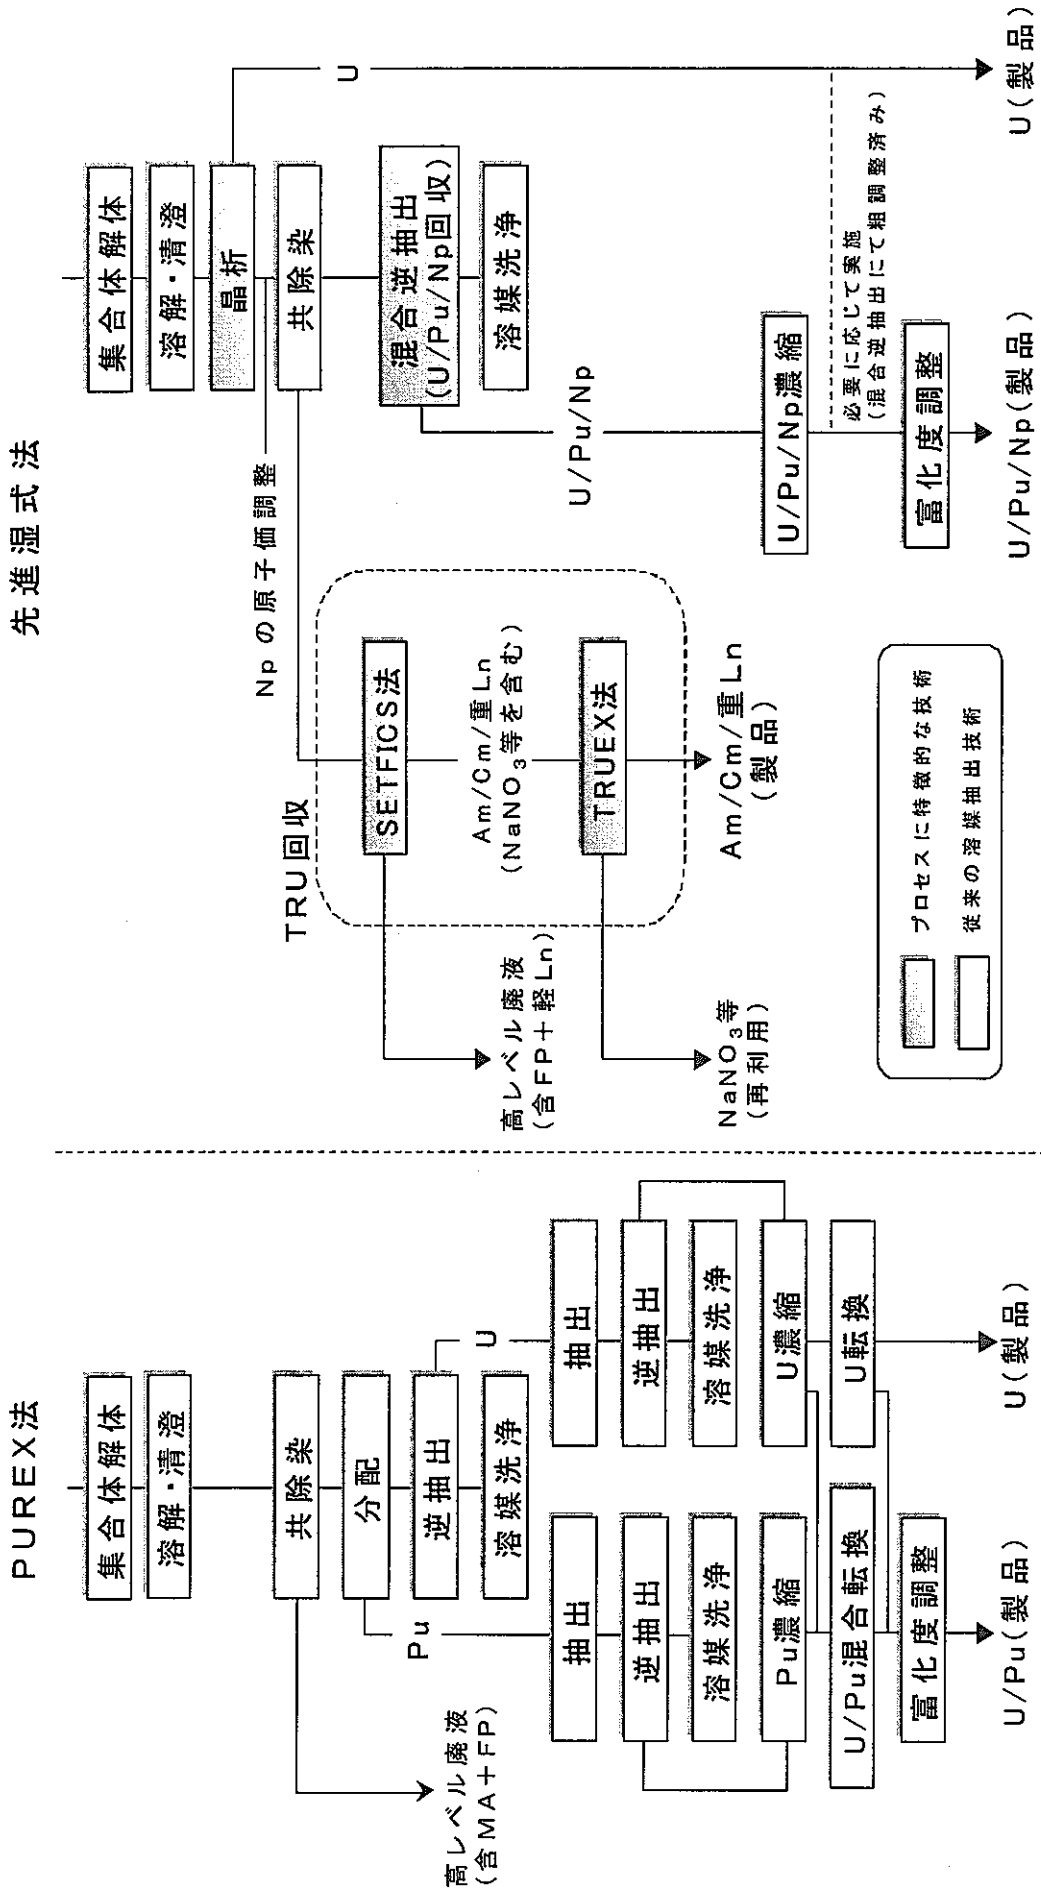 PUREX法
集合体解体
溶解・清澄
共除染
分配
逆抽出
溶媒洗浄
Pu
U
高レベル廃液
(含MA＋FP)
抽出
逆抽出
溶媒洗浄
Pu濃縮
U/Pu混合転換
富化度調整
U/Pu(製品)
抽出
逆抽出
溶媒洗浄
U濃縮
U転換
U(製品)
先進湿式法
集合体解体
溶解・清澄
晶析
共除染
混合逆抽出
(U/Pu/Np回収)
溶媒洗浄
Npの原子価調整
U
TRU回収
SETFICS法
Am/Cm/重Ln
(NaNO₃等を含む)
TRUEX法
Am/Cm/重Ln
(製品)
高レベル廃液
(含FP＋軽Ln)
NaNO₃等
(再利用)
U/Pu/Np
U/Pu/Np濃縮
必要に応じて実施
(混合逆抽出にて粗調整済み)
富化度調整
U/Pu/Np(製品)
U(製品)
プロセスに特徴的な技術
従来の溶媒抽出技術